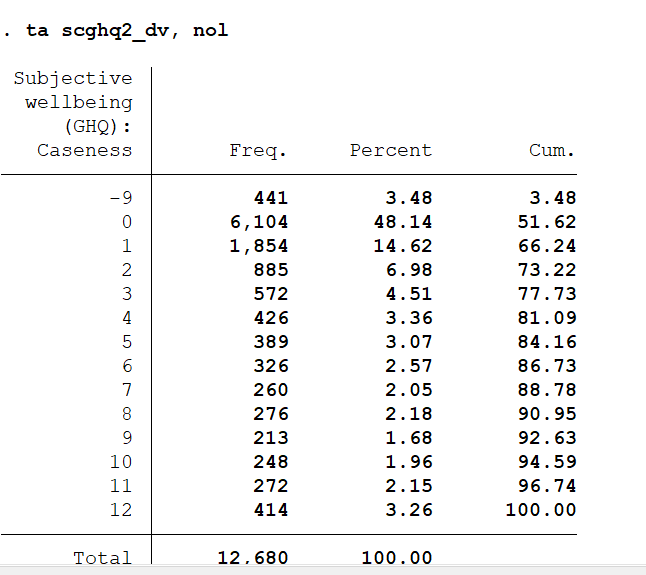 . ta scghq2_dv, nol
Subjective
wellbeing
(GHQ):
Caseness Freq. Percent Cum.
-9 441 3.48 3.48
0 6,104 48.14 51.62
1 1,854 14.62 66.24
2 885 6.98 73.22
3 572 4.51 77.73
4 426 3.36 81.09
5 389 3.07 84.16
6 326 2.57 86.73
7 260 2.05 88.78
8 276 2.18 90.95
9 213 1.68 92.63
10 248 1.96 94.59
11 272 2.15 96.74
12 414 3.26 100.00
Total 12,680 100.00